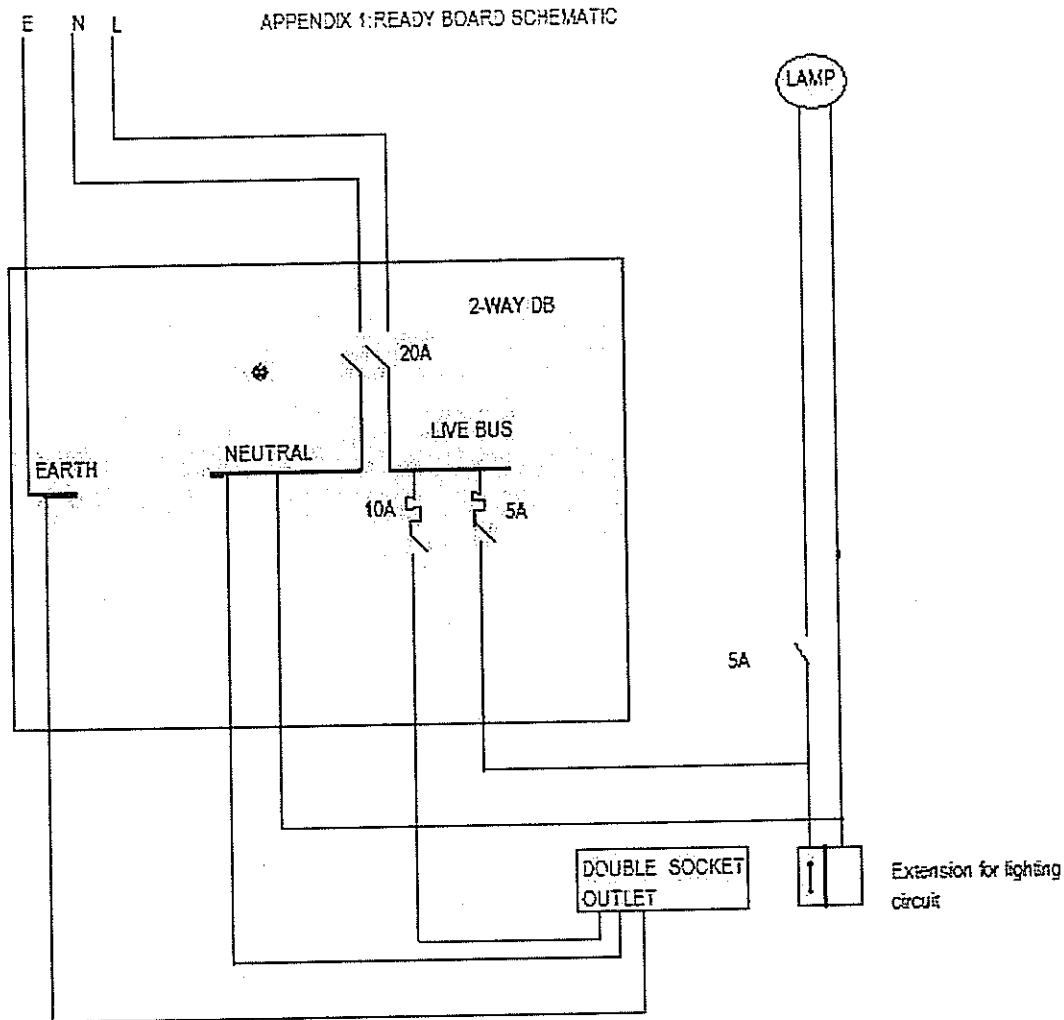 APPENDIX 1:READY BOARD SCHEMATIC
E N L
LAMP
2-WAY DB
20A
LIVE BUS
NEUTRAL
EARTH
10A
5A
5A
DOUBLE SOCKET
OUTLET
Extension for lighting
circuit